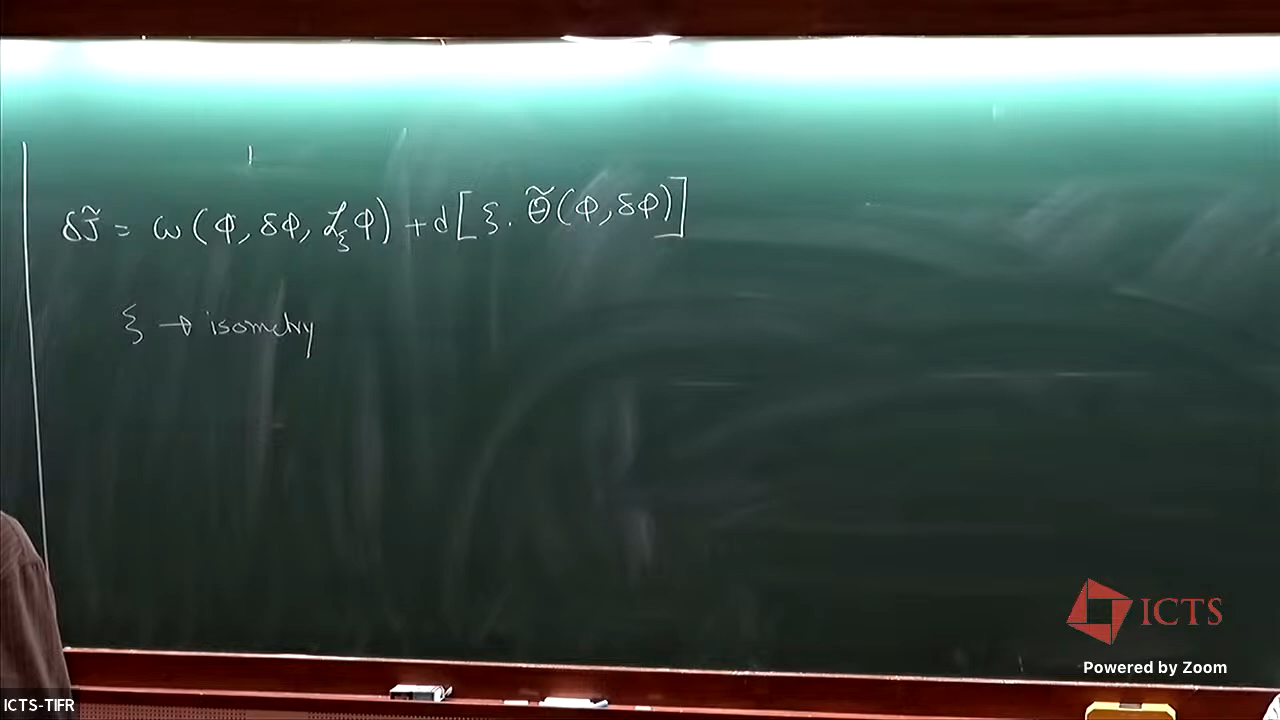 δJ̃ = ω(φ, δφ, ℒ_ξ φ) + d[ξ · Θ̃(φ, δφ)]
ξ → isometry
ICTS
Powered by Zoom
ICTS-TIFR